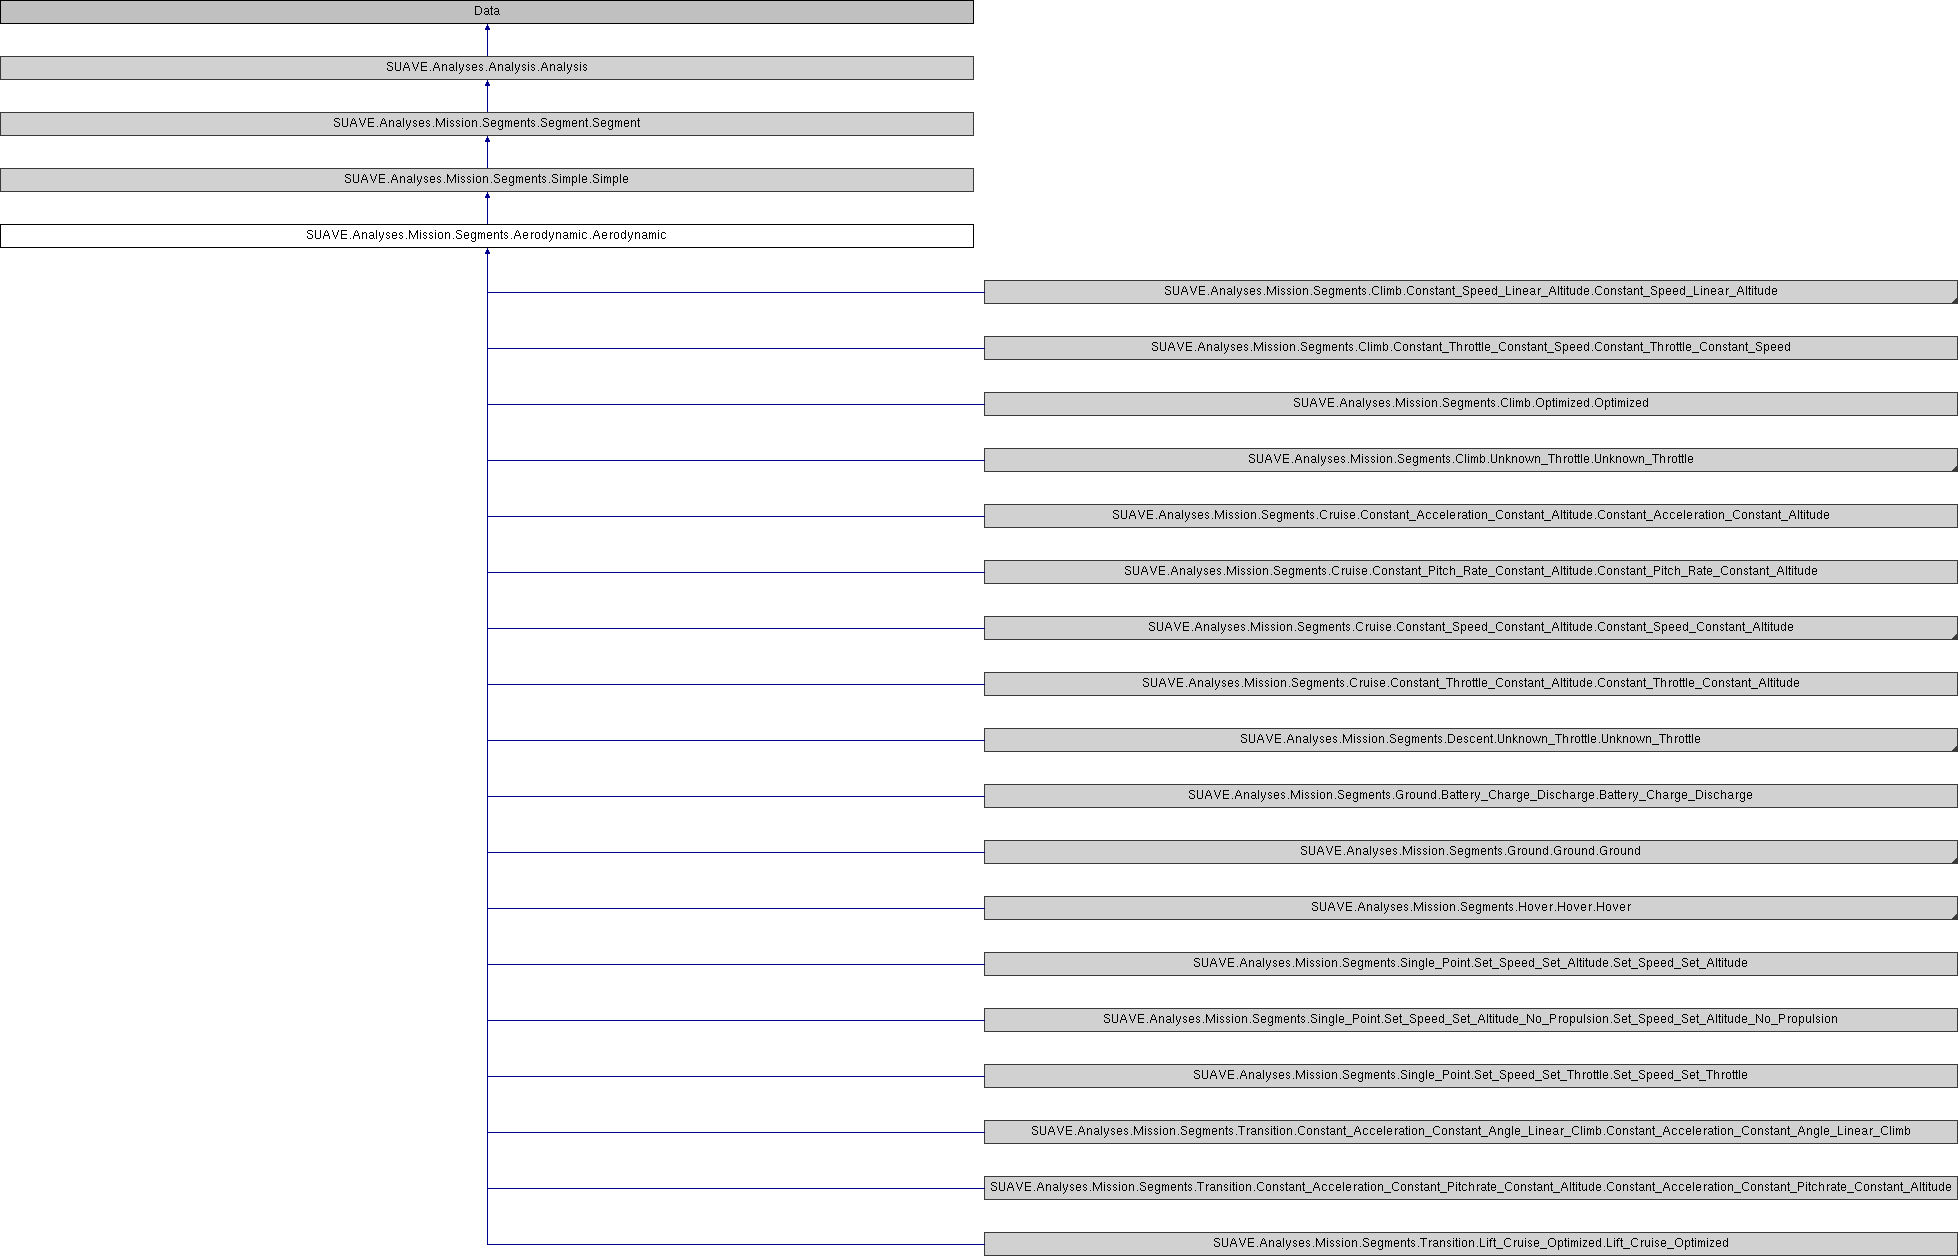 Data
SUAVE.Analyses.Analysis.Analysis
SUAVE.Analyses.Mission.Segments.Segment.Segment
SUAVE.Analyses.Mission.Segments.Simple.Simple
SUAVE.Analyses.Mission.Segments.Aerodynamic.Aerodynamic
SUAVE.Analyses.Mission.Segments.Climb.Constant_Speed_Linear_Altitude.Constant_Speed_Linear_Altitude
SUAVE.Analyses.Mission.Segments.Climb.Constant_Throttle_Constant_Speed.Constant_Throttle_Constant_Speed
SUAVE.Analyses.Mission.Segments.Climb.Optimized.Optimized
SUAVE.Analyses.Mission.Segments.Climb.Unknown_Throttle.Unknown_Throttle
SUAVE.Analyses.Mission.Segments.Cruise.Constant_Acceleration_Constant_Altitude.Constant_Acceleration_Constant_Altitude
SUAVE.Analyses.Mission.Segments.Cruise.Constant_Pitch_Rate_Constant_Altitude.Constant_Pitch_Rate_Constant_Altitude
SUAVE.Analyses.Mission.Segments.Cruise.Constant_Speed_Constant_Altitude.Constant_Speed_Constant_Altitude
SUAVE.Analyses.Mission.Segments.Cruise.Constant_Throttle_Constant_Altitude.Constant_Throttle_Constant_Altitude
SUAVE.Analyses.Mission.Segments.Descent.Unknown_Throttle.Unknown_Throttle
SUAVE.Analyses.Mission.Segments.Ground.Battery_Charge_Discharge.Battery_Charge_Discharge
SUAVE.Analyses.Mission.Segments.Ground.Ground.Ground
SUAVE.Analyses.Mission.Segments.Hover.Hover.Hover
SUAVE.Analyses.Mission.Segments.Single_Point.Set_Speed_Set_Altitude.Set_Speed_Set_Altitude
SUAVE.Analyses.Mission.Segments.Single_Point.Set_Speed_Set_Altitude_No_Propulsion.Set_Speed_Set_Altitude_No_Propulsion
SUAVE.Analyses.Mission.Segments.Single_Point.Set_Speed_Set_Throttle.Set_Speed_Set_Throttle
SUAVE.Analyses.Mission.Segments.Transition.Constant_Acceleration_Constant_Angle_Linear_Climb.Constant_Acceleration_Constant_Angle_Linear_Climb
SUAVE.Analyses.Mission.Segments.Transition.Constant_Acceleration_Constant_Pitchrate_Constant_Altitude.Constant_Acceleration_Constant_Pitchrate_Constant_Altitude
SUAVE.Analyses.Mission.Segments.Transition.Lift_Cruise_Optimized.Lift_Cruise_Optimized